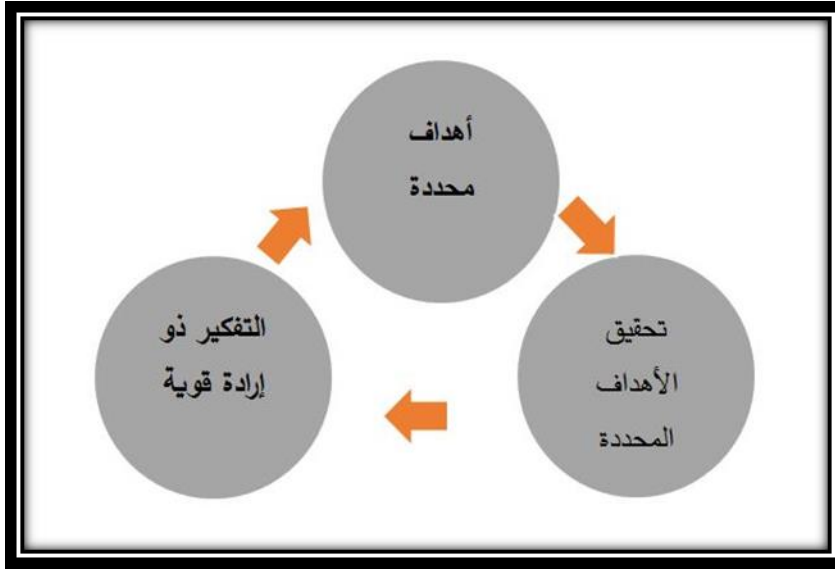 أهداف
محددة
تحقيق
الأهداف
المحددة
التفكير ذو
إرادة قوية